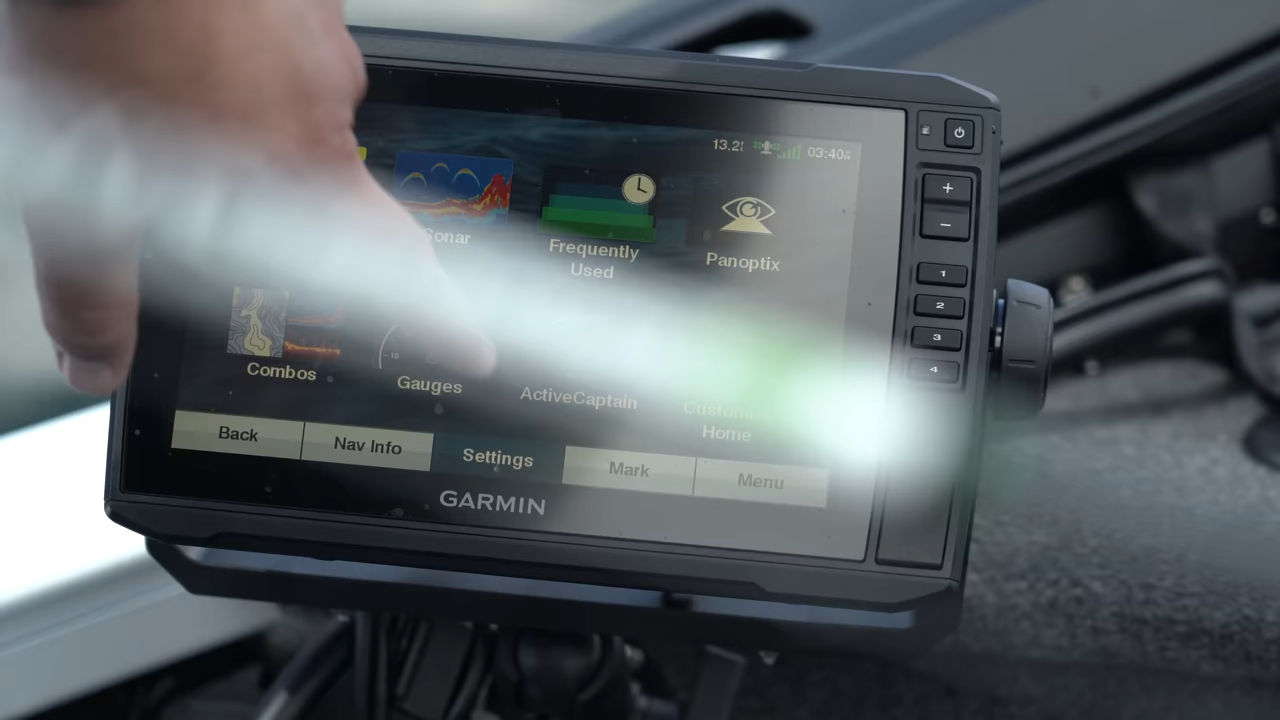 13.2
03:40
Sonar
Frequently
Used
Panoptix
-10
Combos
Gauges
ActiveCaptain
Home
Back
Nav Info
Settings
Mark
Menu
GARMIN
+
−
1
2
3
4